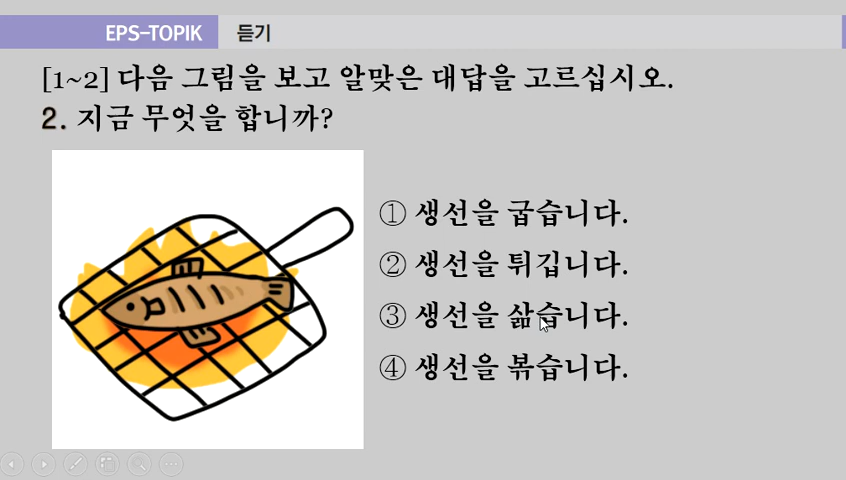 EPS-TOPIK 듣기
[1~2] 다음 그림을 보고 알맞은 대답을 고르십시오.
2. 지금 무엇을 합니까?
① 생선을 굽습니다.
② 생선을 튀깁니다.
③ 생선을 삶습니다.
④ 생선을 볶습니다.